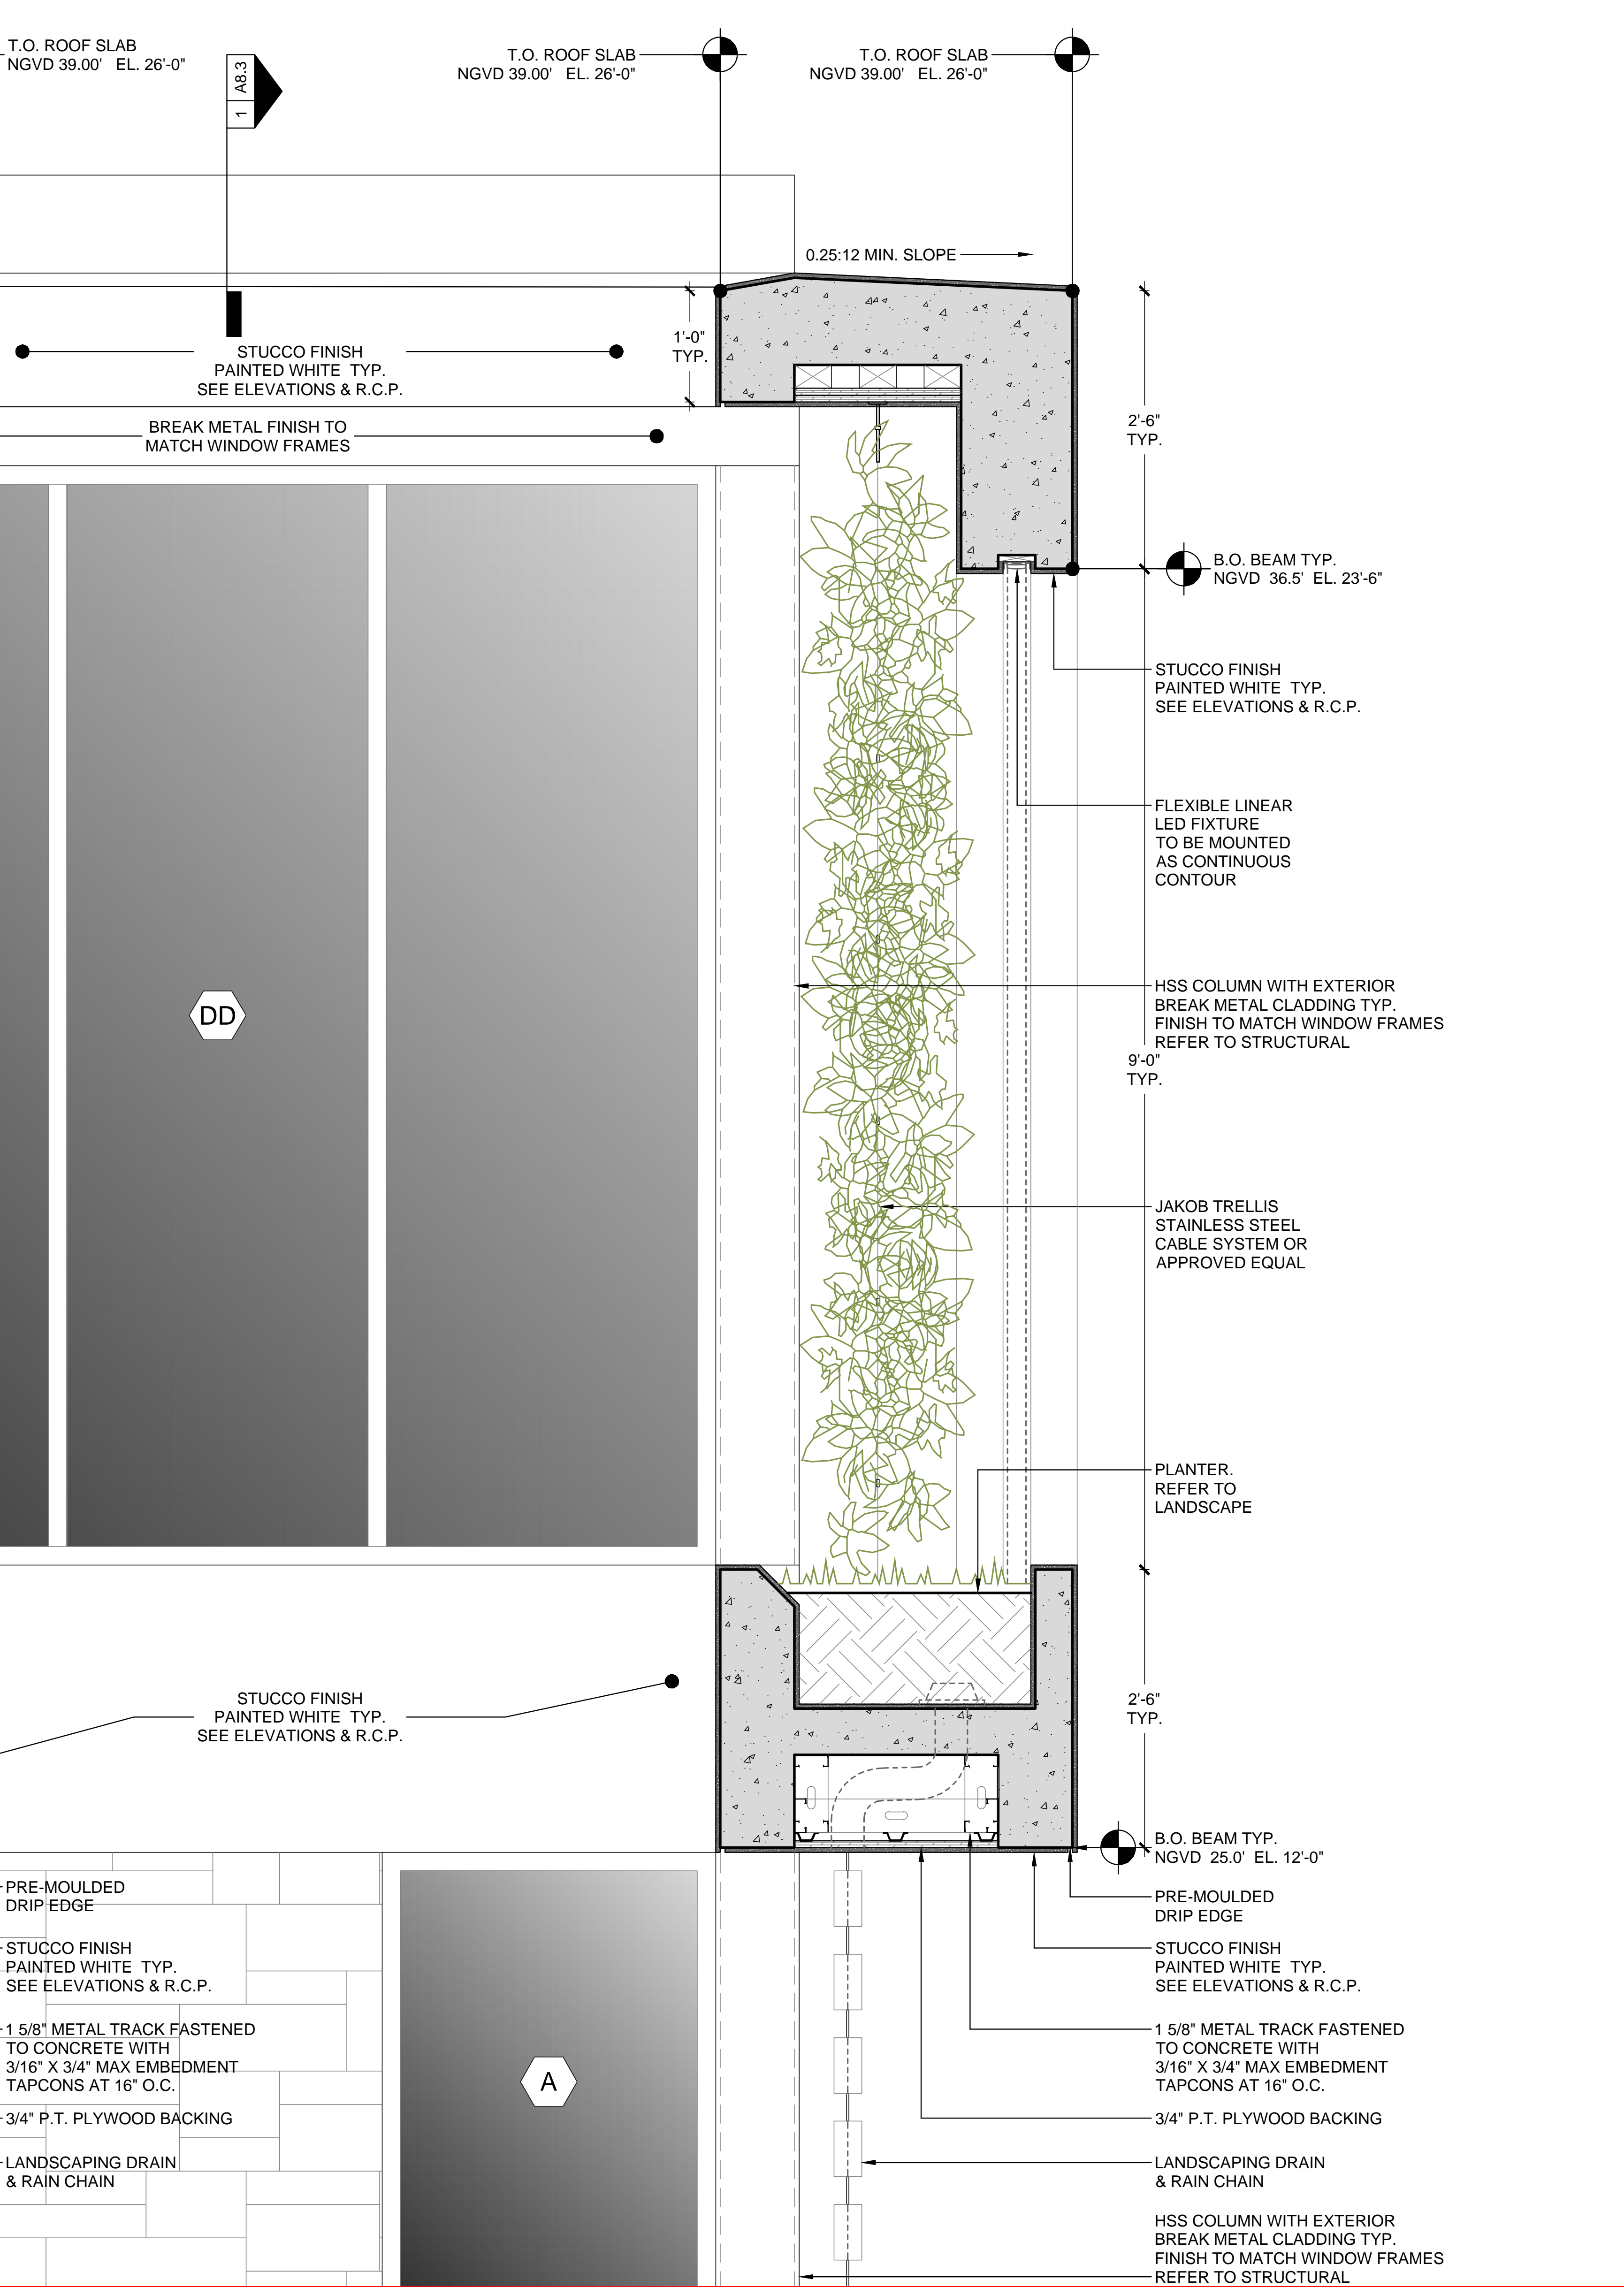 T.O. ROOF SLAB
NGVD 39.00'   EL. 26'-0"
1
A8.3
T.O. ROOF SLAB
NGVD 39.00'   EL. 26'-0"
T.O. ROOF SLAB
NGVD 39.00'   EL. 26'-0"
0.25:12 MIN. SLOPE
1'-0"
TYP.
STUCCO FINISH
PAINTED WHITE  TYP.
SEE ELEVATIONS & R.C.P.
BREAK METAL FINISH TO
MATCH WINDOW FRAMES
2'-6"
TYP.
B.O. BEAM TYP.
NGVD  36.5'  EL. 23'-6"
STUCCO FINISH
PAINTED WHITE  TYP.
SEE ELEVATIONS & R.C.P.
FLEXIBLE LINEAR
LED FIXTURE
TO BE MOUNTED
AS CONTINUOUS
CONTOUR
DD
HSS COLUMN WITH EXTERIOR
BREAK METAL CLADDING TYP.
FINISH TO MATCH WINDOW FRAMES
REFER TO STRUCTURAL
9'-0"
TYP.
JAKOB TRELLIS
STAINLESS STEEL
CABLE SYSTEM OR
APPROVED EQUAL
PLANTER.
REFER TO
LANDSCAPE
STUCCO FINISH
PAINTED WHITE  TYP.
SEE ELEVATIONS & R.C.P.
2'-6"
TYP.
B.O. BEAM TYP.
NGVD  25.0'  EL. 12'-0"
PRE-MOULDED
DRIP EDGE
STUCCO FINISH
PAINTED WHITE  TYP.
SEE ELEVATIONS & R.C.P.
1 5/8" METAL TRACK FASTENED
TO CONCRETE WITH
3/16" X 3/4" MAX EMBEDMENT
TAPCONS AT 16" O.C.
3/4" P.T. PLYWOOD BACKING
LANDSCAPING DRAIN
& RAIN CHAIN
A
PRE-MOULDED
DRIP EDGE
STUCCO FINISH
PAINTED WHITE  TYP.
SEE ELEVATIONS & R.C.P.
1 5/8" METAL TRACK FASTENED
TO CONCRETE WITH
3/16" X 3/4" MAX EMBEDMENT
TAPCONS AT 16" O.C.
3/4" P.T. PLYWOOD BACKING
LANDSCAPING DRAIN
& RAIN CHAIN
HSS COLUMN WITH EXTERIOR
BREAK METAL CLADDING TYP.
FINISH TO MATCH WINDOW FRAMES
REFER TO STRUCTURAL